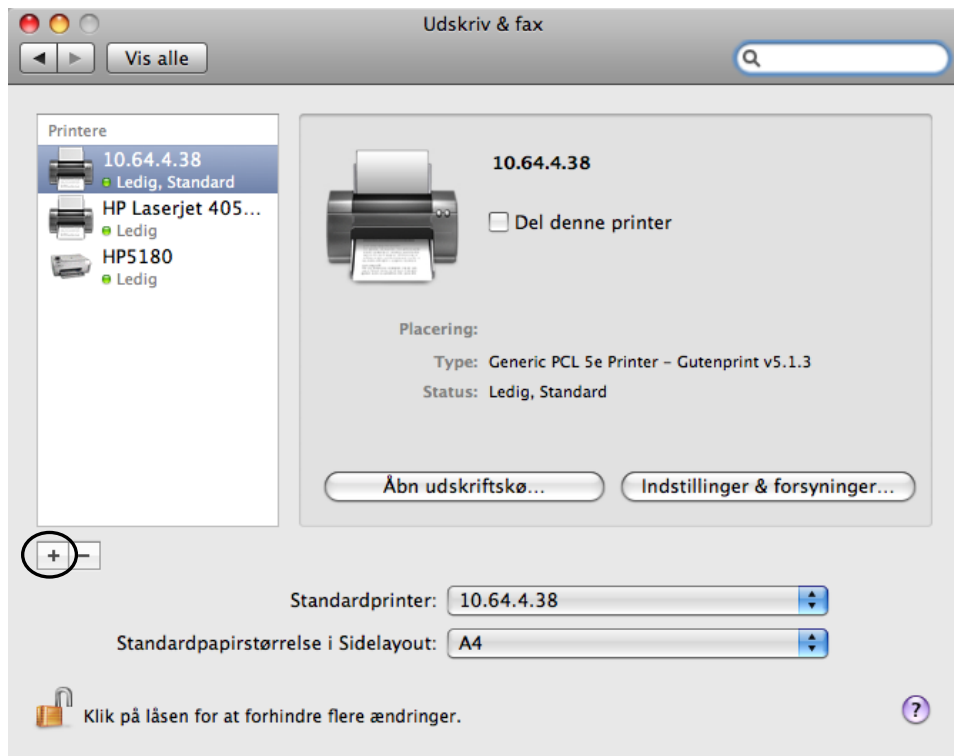 Udskriv & fax
Vis alle
Printere
10.64.4.38
Ledig, Standard
HP Laserjet 405...
Ledig
HP5180
Ledig
10.64.4.38
Del denne printer
Placering:
Type: Generic PCL 5e Printer – Gutenprint v5.1.3
Status: Ledig, Standard
Åbn udskriftskø... Indstillinger & forsyninger...
+ −
Standardprinter: 10.64.4.38
Standardpapirstørrelse i Sidelayout: A4
Klik på låsen for at forhindre flere ændringer.
?